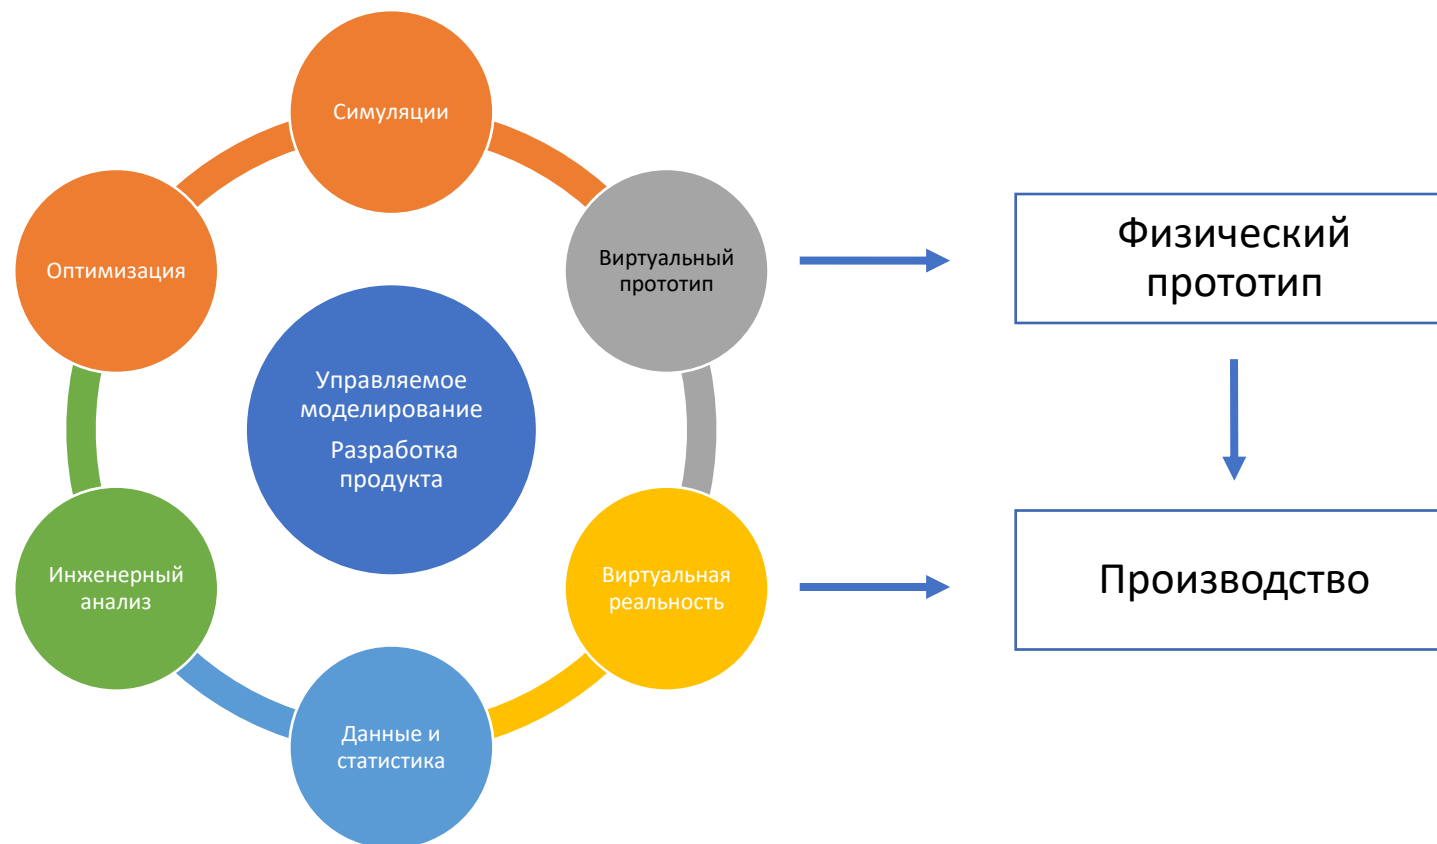 Симуляции
Оптимизация
Виртуальный
прототип
Физический
прототип
Управляемое
моделирование
Разработка
продукта
Инженерный
анализ
Виртуальная
реальность
Производство
Данные и
статистика